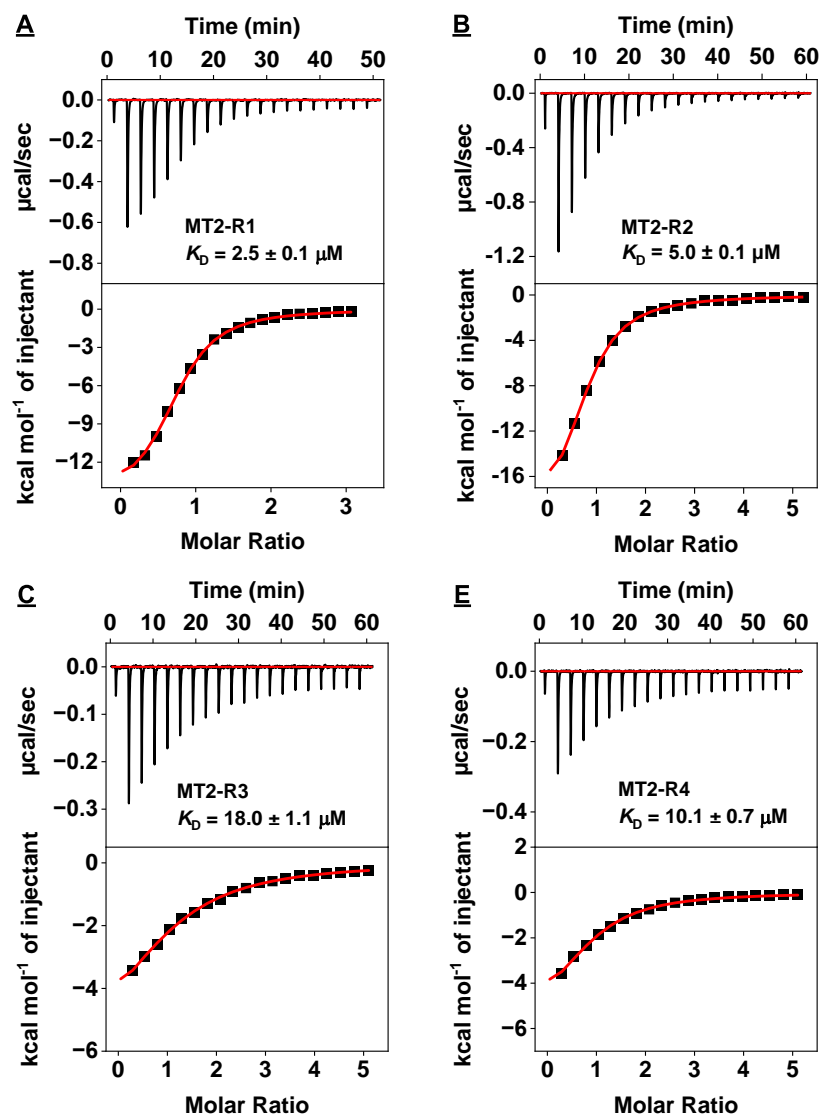 A
Time (min)
0 10 20 30 40 50
0.0
−0.2
−0.4
−0.6
−0.8
µcal/sec
MT2-R1
KD = 2.5 ± 0.1 µM
0
−3
−6
−9
−12
kcal mol⁻¹ of injectant
0 1 2 3
Molar Ratio
B
Time (min)
0 10 20 30 40 50 60
0.0
-0.4
-0.8
-1.2
µcal/sec
MT2-R2
KD = 5.0 ± 0.1 µM
0
-4
-8
-12
-14
-16
kcal mol⁻¹ of injectant
0 1 2 3 4 5
Molar Ratio
C
Time (min)
0 10 20 30 40 50 60
0.0
−0.1
−0.2
−0.3
µcal/sec
MT2-R3
KD = 18.0 ± 1.1 µM
0
−2
−4
−6
kcal mol⁻¹ of injectant
0 1 2 3 4 5
Molar Ratio
E
Time (min)
0 10 20 30 40 50 60
0.0
−0.2
−0.4
µcal/sec
MT2-R4
KD = 10.1 ± 0.7 µM
2
0
−2
−4
−6
kcal mol⁻¹ of injectant
0 1 2 3 4 5
Molar Ratio